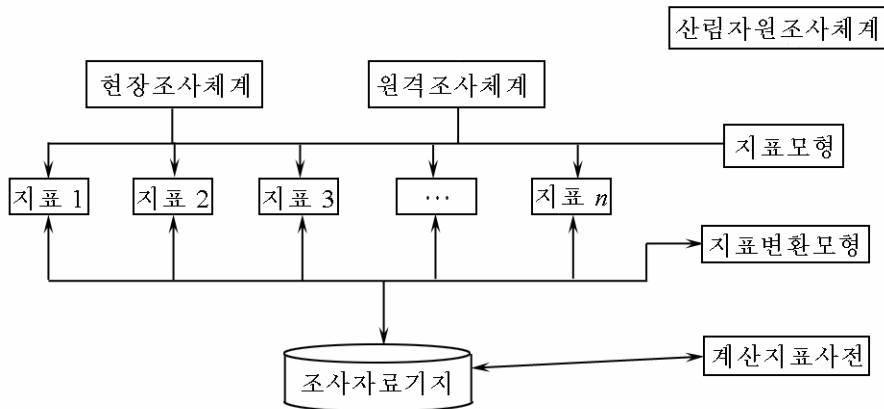 산림자원조사체계
현장조사체계
원격조사체계
지표모형
지표 1
지표 2
지표 3
…
지표 n
지표변환모형
조사자료기지
계산지표사전